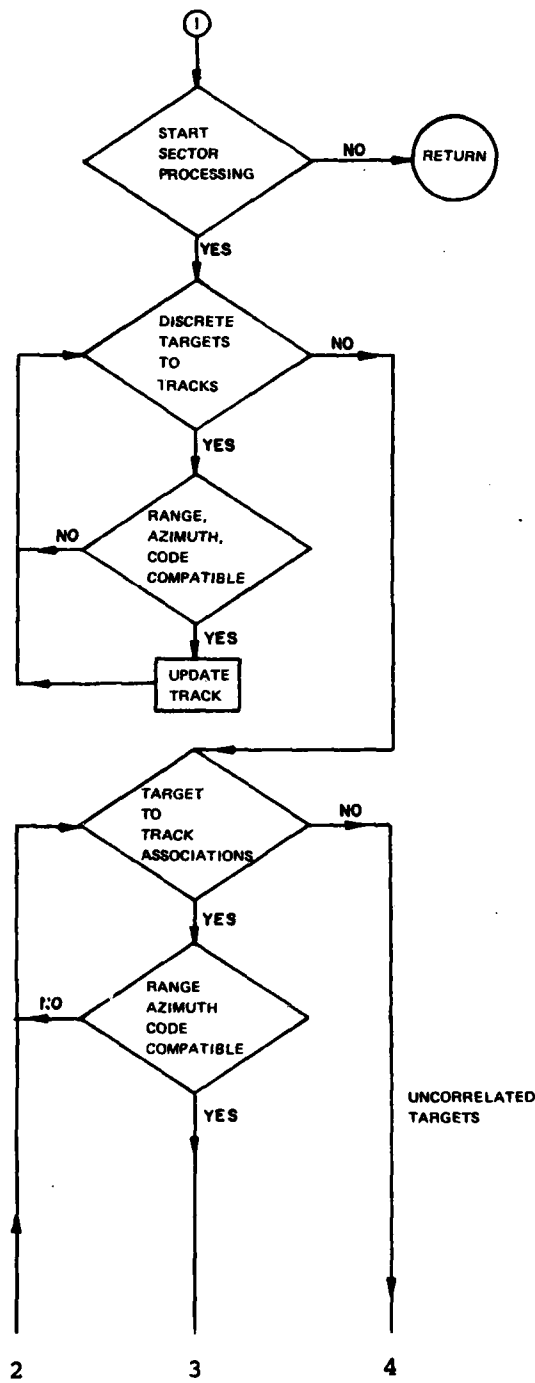 1
START
SECTOR
PROCESSING
NO
RETURN
YES
DISCRETE
TARGETS
TO
TRACKS
NO
YES
RANGE,
AZIMUTH,
CODE
COMPATIBLE
NO
YES
UPDATE
TRACK
TARGET
TO
TRACK
ASSOCIATIONS
NO
YES
RANGE
AZIMUTH
CODE
COMPATIBLE
NO
YES
UNCORRELATED
TARGETS
2
3
4